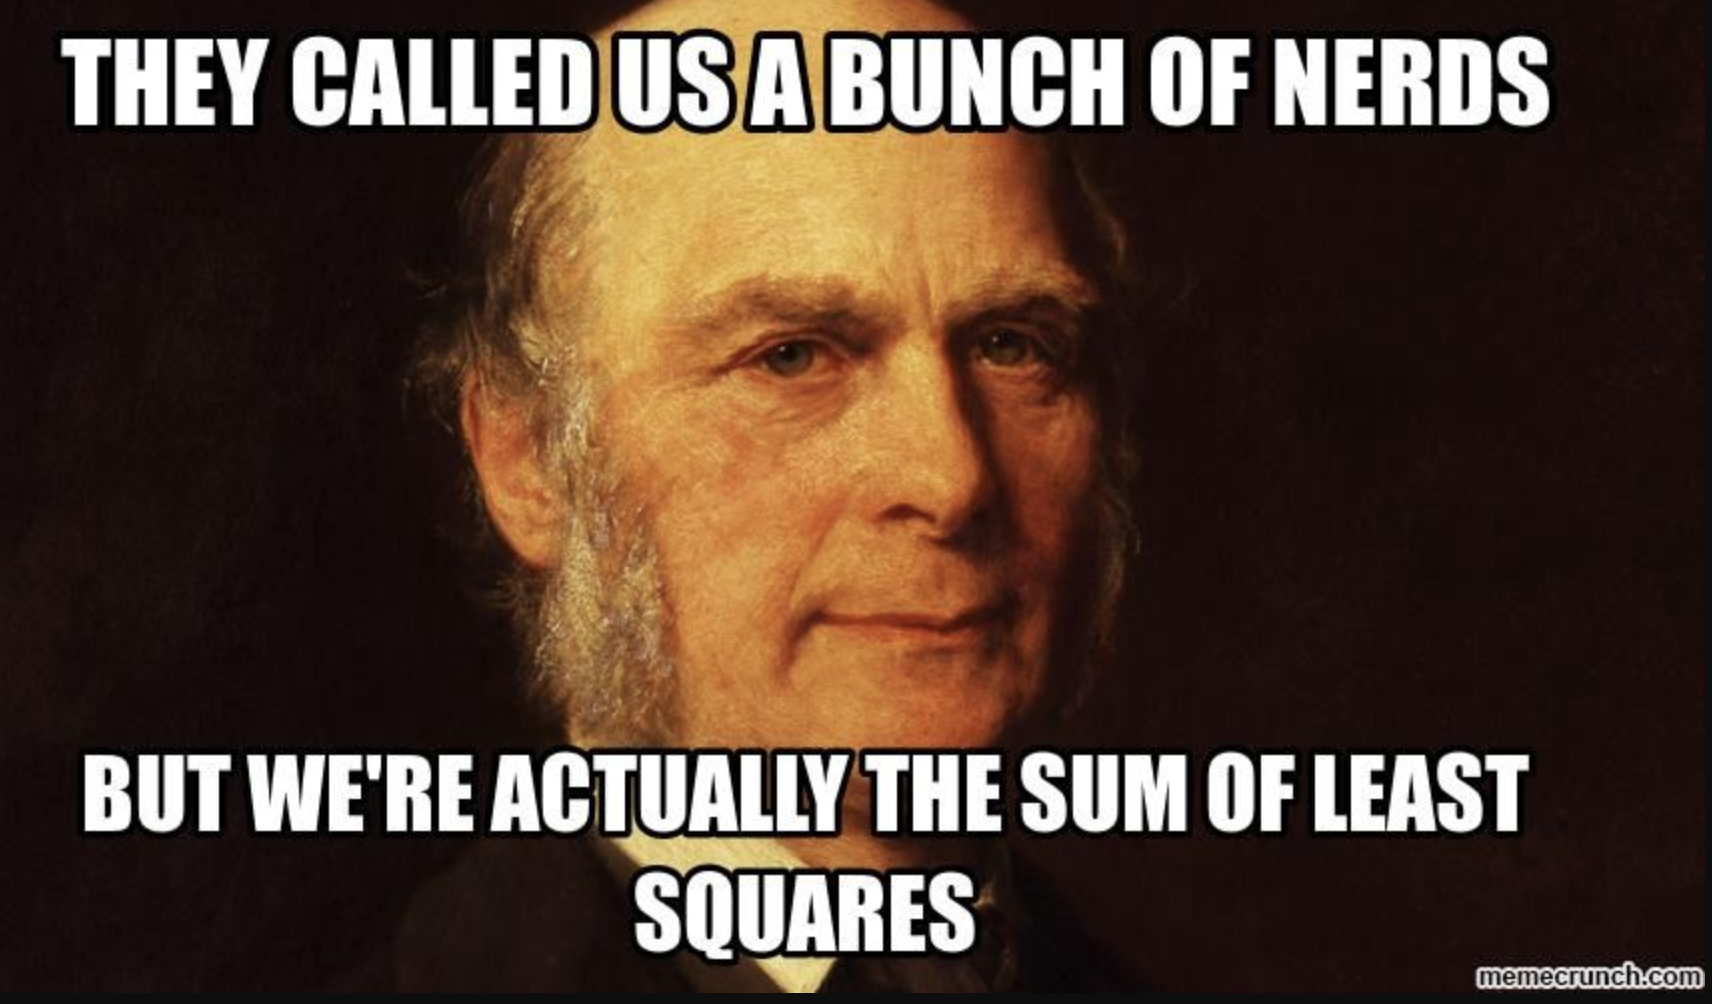 THEY CALLED US A BUNCH OF NERDS
BUT WE'RE ACTUALLY THE SUM OF LEAST
SQUARES
memecrunch.com